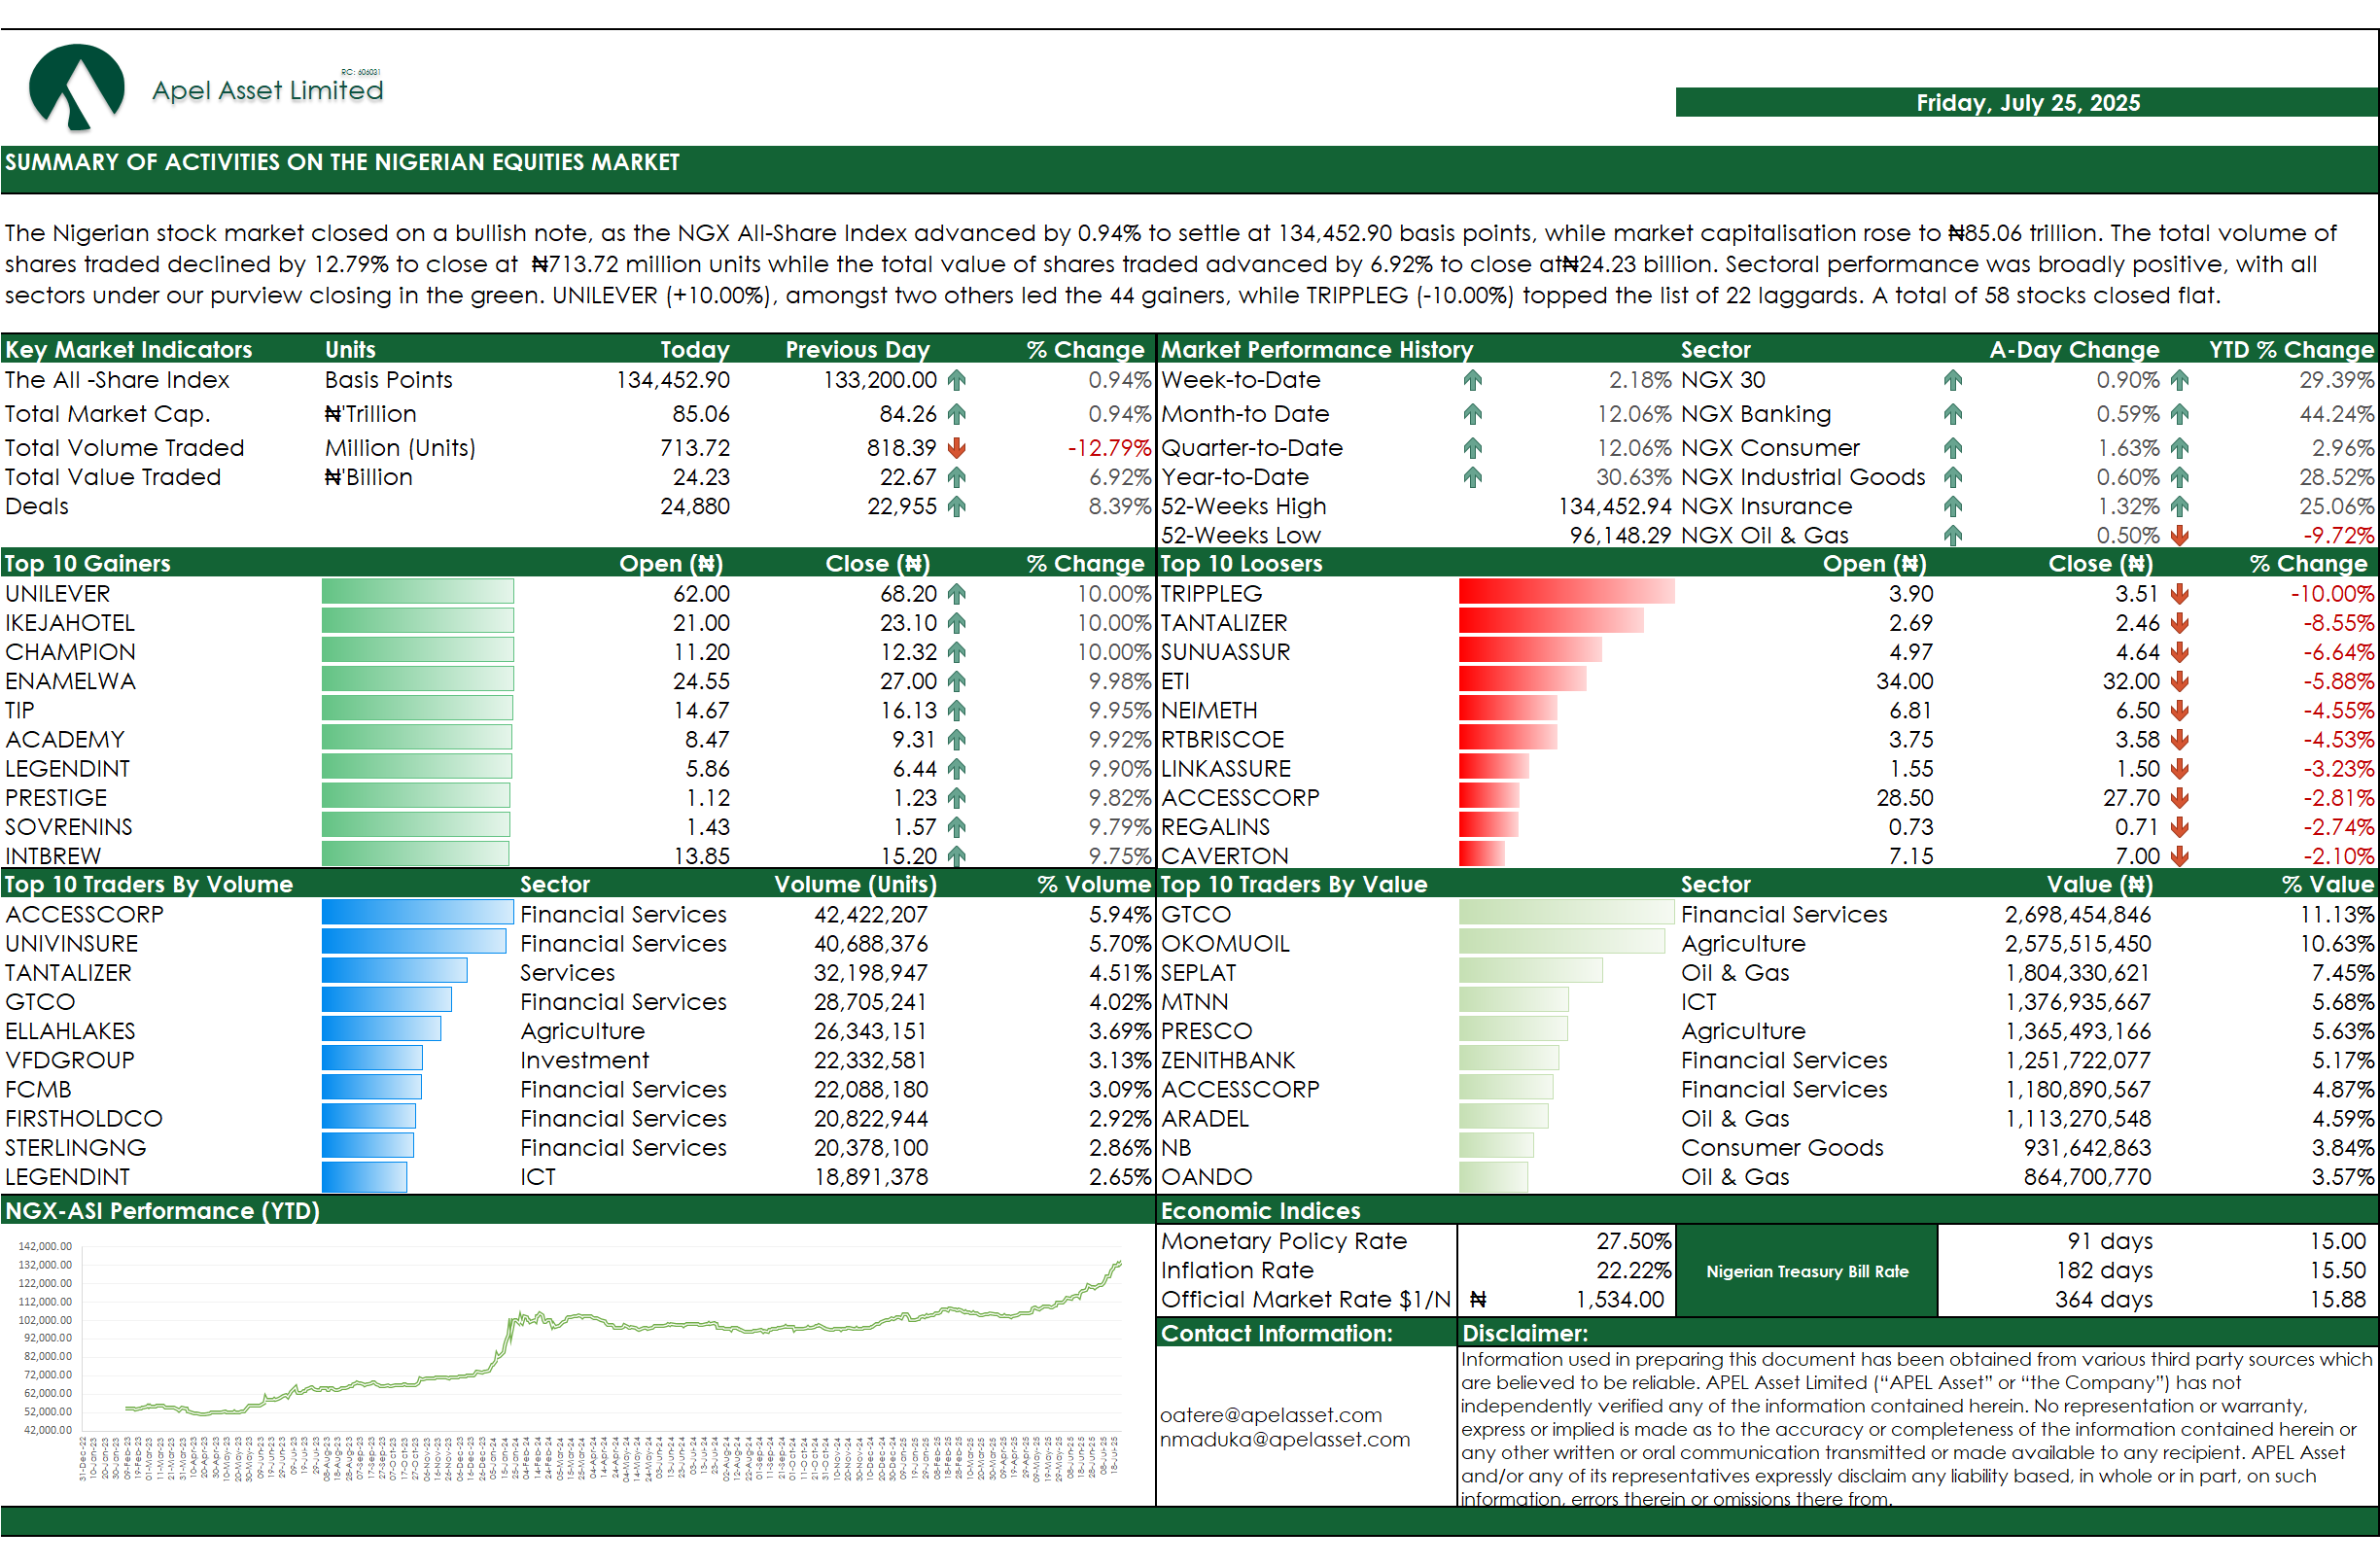 RC: 606031
Apel Asset Limited
Friday, July 25, 2025
SUMMARY OF ACTIVITIES ON THE NIGERIAN EQUITIES MARKET
The Nigerian stock market closed on a bullish note, as the NGX All-Share Index advanced by 0.94% to settle at 134,452.90 basis points, while market capitalisation rose to ₦85.06 trillion. The total volume of
shares traded declined by 12.79% to close at ₦713.72 million units while the total value of shares traded advanced by 6.92% to close at₦24.23 billion. Sectoral performance was broadly positive, with all
sectors under our purview closing in the green. UNILEVER (+10.00%), amongst two others led the 44 gainers, while TRIPPLEG (-10.00%) topped the list of 22 laggards. A total of 58 stocks closed flat.
Key Market Indicators Units Today Previous Day % Change
The All -Share Index Basis Points 134,452.90 133,200.00 0.94%
Total Market Cap. ₦'Trillion 85.06 84.26 0.94%
Total Volume Traded Million (Units) 713.72 818.39 -12.79%
Total Value Traded ₦'Billion 24.23 22.67 6.92%
Deals 24,880 22,955 8.39%
Market Performance History Sector A-Day Change YTD % Change
Week-to-Date 2.18% NGX 30 0.90% 29.39%
Month-to Date 12.06% NGX Banking 0.59% 44.24%
Quarter-to-Date 12.06% NGX Consumer 1.63% 2.96%
Year-to-Date 30.63% NGX Industrial Goods 0.60% 28.52%
52-Weeks High 134,452.94 NGX Insurance 1.32% 25.06%
52-Weeks Low 96,148.29 NGX Oil & Gas 0.50% -9.72%
Top 10 Gainers Open (₦) Close (₦) % Change
UNILEVER 62.00 68.20 10.00%
IKEJAHOTEL 21.00 23.10 10.00%
CHAMPION 11.20 12.32 10.00%
ENAMELWA 24.55 27.00 9.98%
TIP 14.67 16.13 9.95%
ACADEMY 8.47 9.31 9.92%
LEGENDINT 5.86 6.44 9.90%
PRESTIGE 1.12 1.23 9.82%
SOVRENINS 1.43 1.57 9.79%
INTBREW 13.85 15.20 9.75%
Top 10 Loosers Open (₦) Close (₦) % Change
TRIPPLEG 3.90 3.51 -10.00%
TANTALIZER 2.69 2.46 -8.55%
SUNUASSUR 4.97 4.64 -6.64%
ETI 34.00 32.00 -5.88%
NEIMETH 6.81 6.50 -4.55%
RTBRISCOE 3.75 3.58 -4.53%
LINKASSURE 1.55 1.50 -3.23%
ACCESSCORP 28.50 27.70 -2.81%
REGALINS 0.73 0.71 -2.74%
CAVERTON 7.15 7.00 -2.10%
Top 10 Traders By Volume Sector Volume (Units) % Volume
ACCESSCORP Financial Services 42,422,207 5.94%
UNIVINSURE Financial Services 40,688,376 5.70%
TANTALIZER Services 32,198,947 4.51%
GTCO Financial Services 28,705,241 4.02%
ELLAHLAKES Agriculture 26,343,151 3.69%
VFDGROUP Investment 22,332,581 3.13%
FCMB Financial Services 22,088,180 3.09%
FIRSTHOLDCO Financial Services 20,822,944 2.92%
STERLINGNG Financial Services 20,378,100 2.86%
LEGENDINT ICT 18,891,378 2.65%
Top 10 Traders By Value Sector Value (₦) % Value
GTCO Financial Services 2,698,454,846 11.13%
OKOMUOIL Agriculture 2,575,515,450 10.63%
SEPLAT Oil & Gas 1,804,330,621 7.45%
MTNN ICT 1,376,935,667 5.68%
PRESCO Agriculture 1,365,493,166 5.63%
ZENITHBANK Financial Services 1,251,722,077 5.17%
ACCESSCORP Financial Services 1,180,890,567 4.87%
ARADEL Oil & Gas 1,113,270,548 4.59%
NB Consumer Goods 931,642,863 3.84%
OANDO Oil & Gas 864,700,770 3.57%
NGX-ASI Performance (YTD)
142,000.00
132,000.00
122,000.00
112,000.00
102,000.00
92,000.00
82,000.00
72,000.00
62,000.00
52,000.00
42,000.00
Economic Indices
Monetary Policy Rate 27.50%
Inflation Rate 22.22%
Official Market Rate $1/N ₦ 1,534.00
Nigerian Treasury Bill Rate
91 days 15.00
182 days 15.50
364 days 15.88
Contact Information:
oatere@apelasset.com
nmaduka@apelasset.com
Disclaimer:
Information used in preparing this document has been obtained from various third party sources which
are believed to be reliable. APEL Asset Limited (“APEL Asset” or “the Company”) has not
independently verified any of the information contained herein. No representation or warranty,
express or implied is made as to the accuracy or completeness of the information contained herein or
any other written or oral communication transmitted or made available to any recipient. APEL Asset
and/or any of its representatives expressly disclaim any liability based, in whole or in part, on such
information, errors therein or omissions there from.